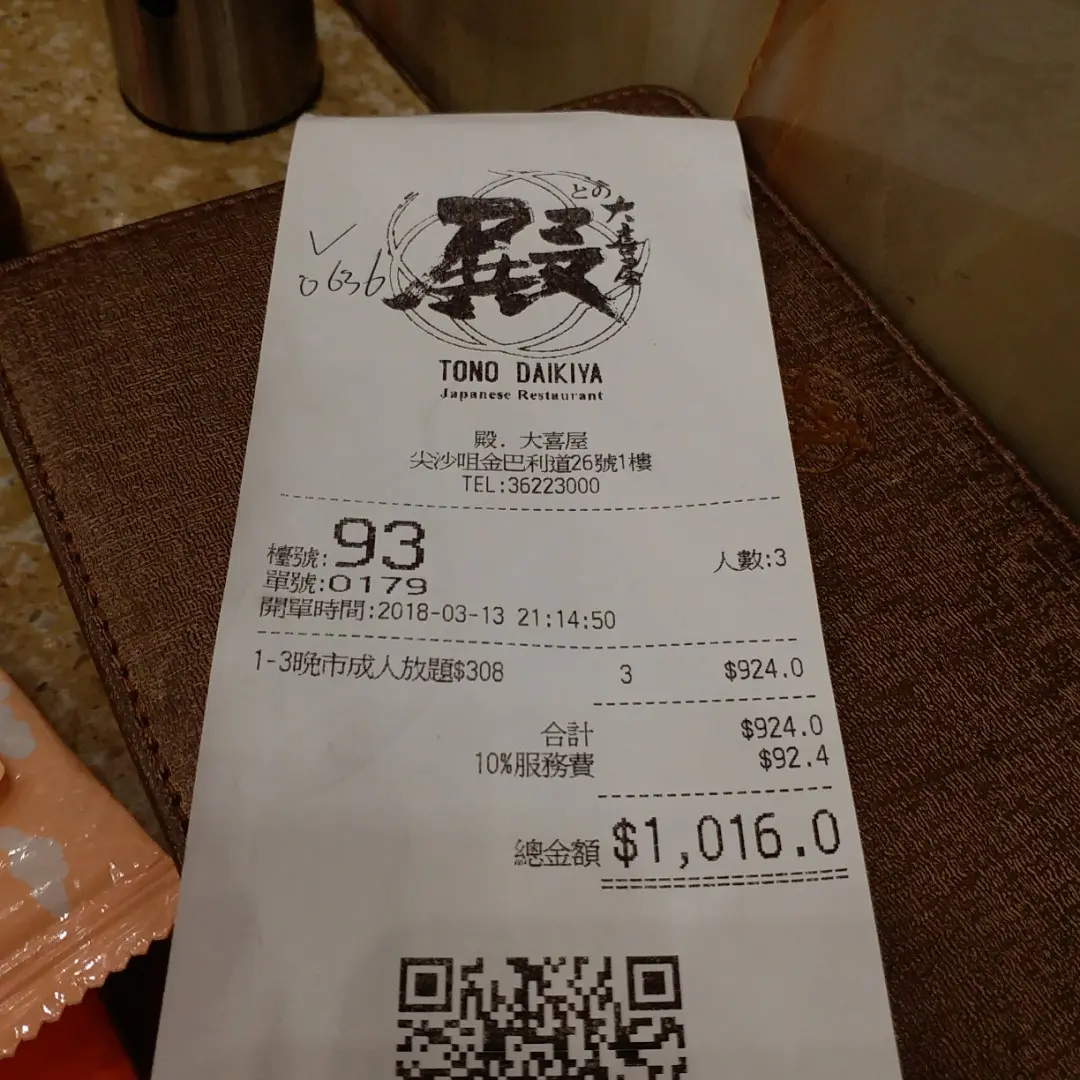 との
大喜屋
殿
✓
0636
TONO DAIKIYA
Japanese Restaurant
殿. 大喜屋
尖沙咀金巴利道26號1樓
TEL:36223000
檯號:93 人數:3
單號:0179
開單時間:2018-03-13 21:14:50
1-3晚市成人放題$308 3 $924.0
合計 $924.0
10%服務費 $92.4
總金額 $1,016.0